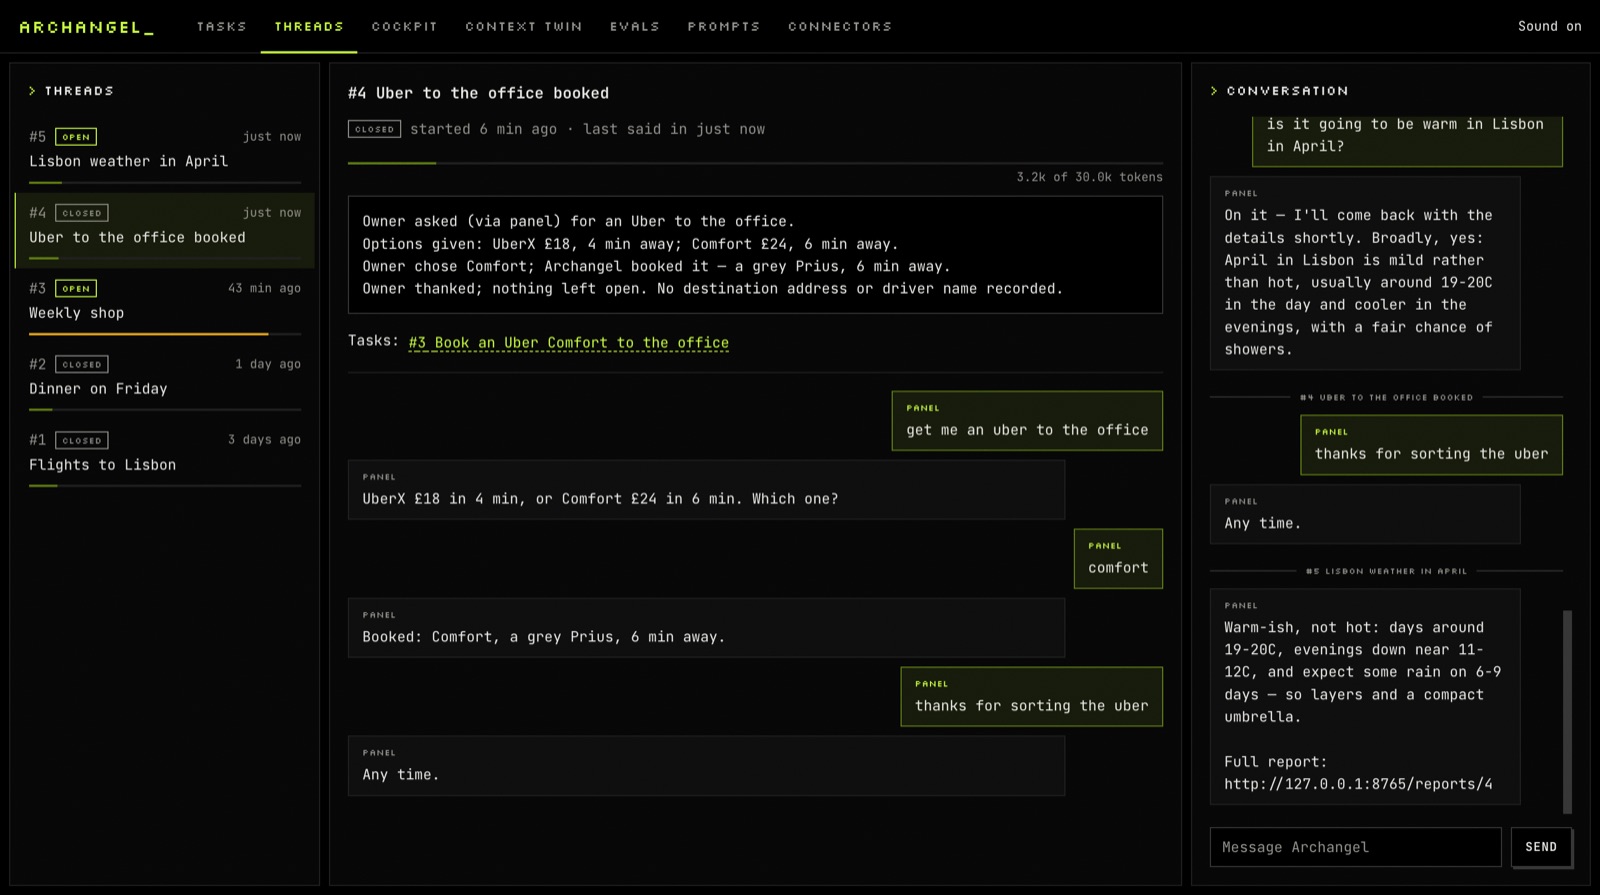 ARCHANGEL_
TASKS
THREADS
COCKPIT
CONTEXT TWIN
EVALS
PROMPTS
CONNECTORS
Sound on
> THREADS
#5 OPEN just now
Lisbon weather in April
#4 CLOSED just now
Uber to the office booked
#3 OPEN 43 min ago
Weekly shop
#2 CLOSED 1 day ago
Dinner on Friday
#1 CLOSED 3 days ago
Flights to Lisbon
#4 Uber to the office booked
CLOSED started 6 min ago · last said in just now
3.2k of 30.0k tokens
Owner asked (via panel) for an Uber to the office.
Options given: UberX £18, 4 min away; Comfort £24, 6 min away.
Owner chose Comfort; Archangel booked it — a grey Prius, 6 min away.
Owner thanked; nothing left open. No destination address or driver name recorded.
Tasks: #3 Book an Uber Comfort to the office
PANEL
get me an uber to the office
PANEL
UberX £18 in 4 min, or Comfort £24 in 6 min. Which one?
PANEL
comfort
PANEL
Booked: Comfort, a grey Prius, 6 min away.
PANEL
thanks for sorting the uber
PANEL
Any time.
> CONVERSATION
is it going to be warm in Lisbon
in April?
PANEL
On it — I'll come back with the
details shortly. Broadly, yes:
April in Lisbon is mild rather
than hot, usually around 19-20C
in the day and cooler in the
evenings, with a fair chance of
showers.
#4 UBER TO THE OFFICE BOOKED
PANEL
thanks for sorting the uber
PANEL
Any time.
#5 LISBON WEATHER IN APRIL
PANEL
Warm-ish, not hot: days around
19-20C, evenings down near 11-
12C, and expect some rain on 6-9
days — so layers and a compact
umbrella.
Full report:
http://127.0.0.1:8765/reports/4
Message Archangel
SEND